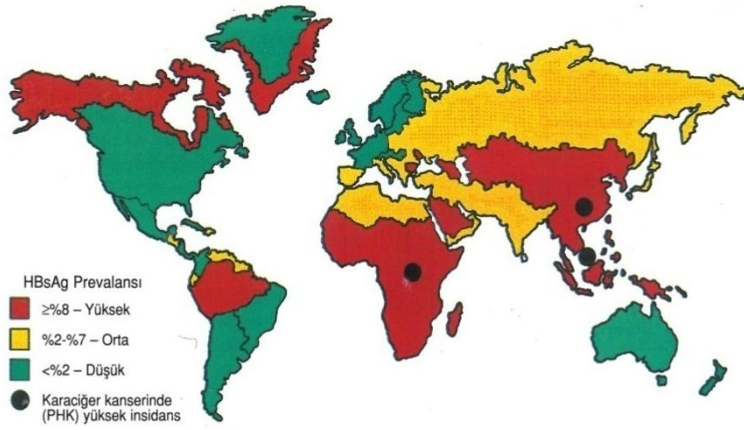 HBsAg Prevalansı
≥%8 – Yüksek
%2-%7 – Orta
<%2 – Düşük
Karaciğer kanserinde
(PHK) yüksek insidans